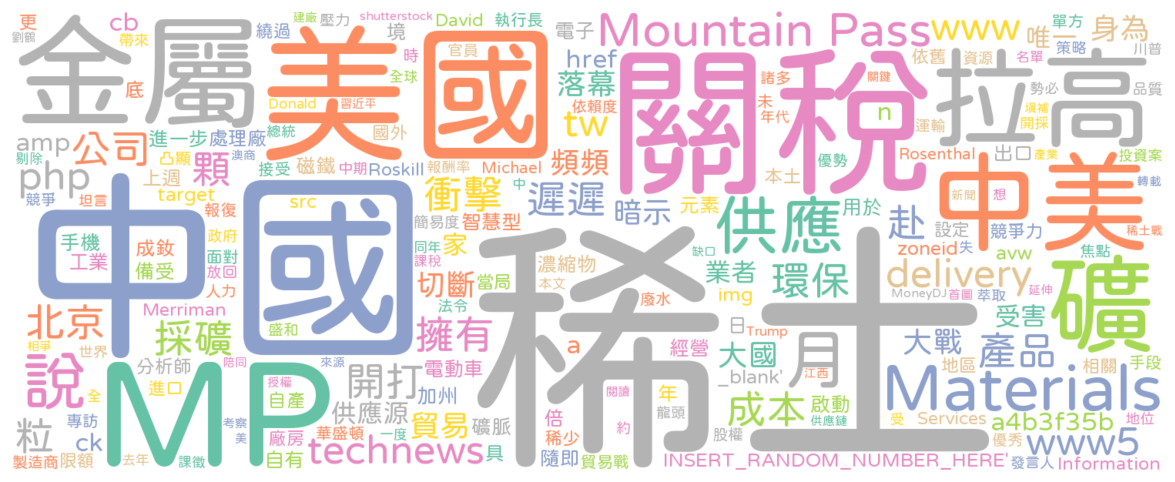 金屬
美國
關稅
拉高
中國
稀土
MP
Materials
Mountain Pass
www
唯一
身為
cb
更
劉鶴
帶來
建廠
壓力
shutterstock
繞過
David
執行長
境
時
電子
href
落幕
tw
頻頻
依賴度
諸多
未
年代
關鍵
n
依舊
資源
名單
單方
策略
川普
勢必
品質
填補
開採
運輸
產業
底
官員
全球
Donald
習近平
總統
國外
amp
公司
進一步
處理廠
php
顆
剔除
凸顯
澳商
接受
磁鐵
中期
Roskill
報酬率
Michael
優勢
本土
Rosenthal
出口
投資案
轉載
中美
新聞
想
上週
target
競爭
坦言
報復
src
衝擊
中
簡易度
智慧型
遲遲
暗示
元素
供應
用於
赴
設定
競爭力
稀土戰
手機
工業
成釹
備受
政府
面對
放回
同年
課稅
家
切斷
當局
缺口
濃縮物
本文
業者
環保
zoneid
失
avw
焦點
礦
delivery
北京
Merriman
人力
盛和
法令
廢水
img
MoneyDJ
首圖
萃取
延伸
採礦
擁有
日
Trump
受害
相爭
世界
陪同
來源
a
月
經營
大國
江西
大戰
產品
地區
相關
手段
說
分析師
開打
電動車
_blank'
全
進口
授權
自產
加州
年
閱讀
龍頭
成本
啟動
供應鏈
受
Services
a4b3f35b
地位
粒
專訪
考察
美
供應源
貿易
礦脈
倍
約
股權
優秀
www5
ck
廠房
華盛頓
一度
稀少
製造商
限額
去年
課徵
自有
technews
具
隨即
貿易戰
INSERT_RANDOM_NUMBER_HERE'
發言人
Information